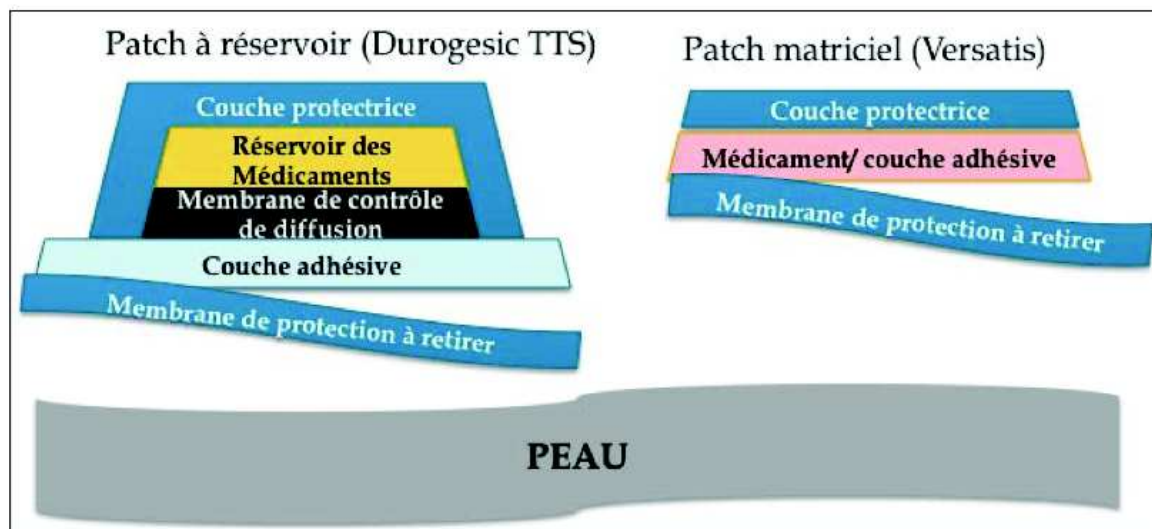 Patch à réservoir (Durogesic TTS)
Couche protectrice
Réservoir des
Médicaments
Membrane de contrôle
de diffusion
Couche adhésive
Membrane de protection à retirer
Patch matriciel (Versatis)
Couche protectrice
Médicament/ couche adhésive
Membrane de protection à retirer
PEAU